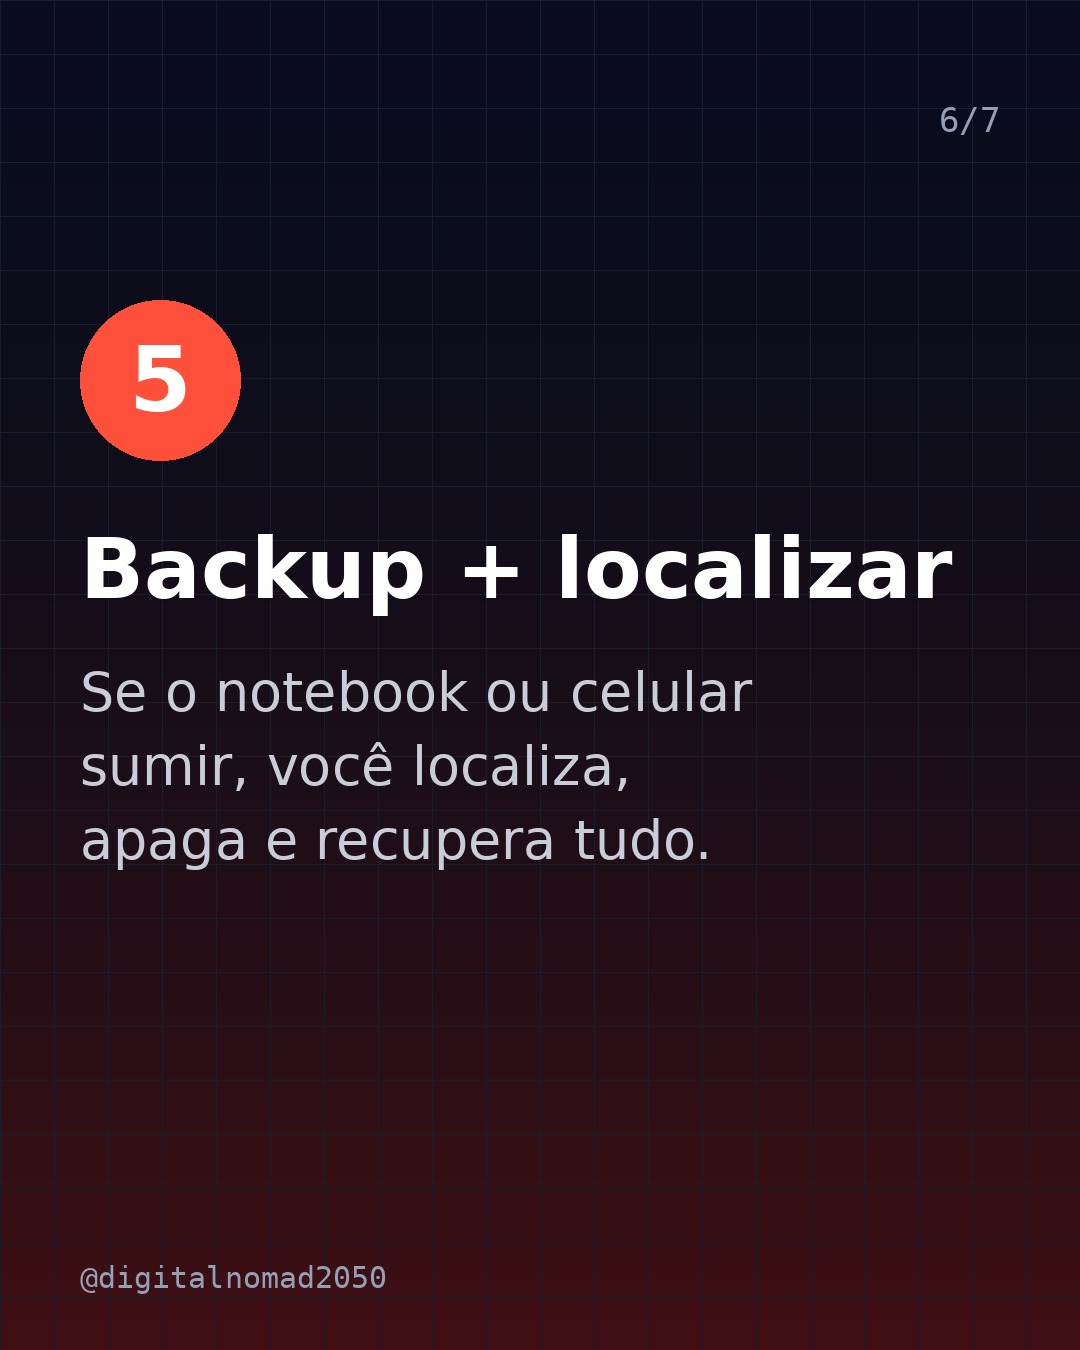 6/7
5
Backup + localizar
Se o notebook ou celular
sumir, você localiza,
apaga e recupera tudo.
@digitalnomad2050